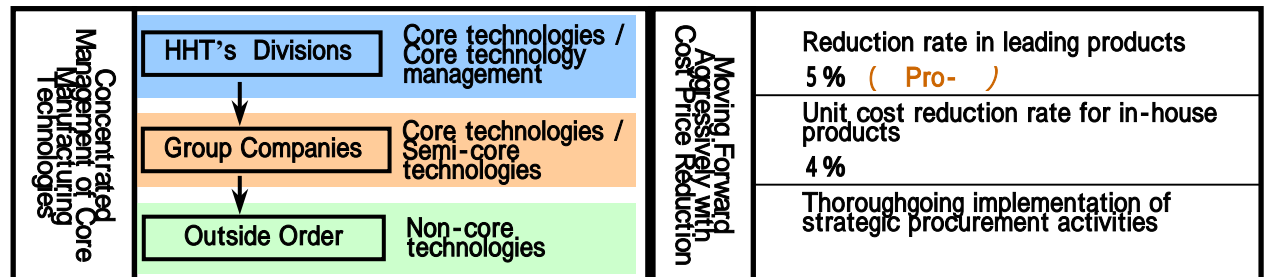 Concentrated
Management of Core
Manufacturing
Technologies
HHT's Divisions
Core technologies /
Core technology
management
Group Companies
Core technologies /
Semi-core
technologies
Outside Order
Non-core
technologies
Moving Forward
Aggressively with
Cost Price Reduction
Reduction rate in leading products
5% ( Pro- )
Unit cost reduction rate for in-house
products
4%
Thoroughgoing implementation of
strategic procurement activities